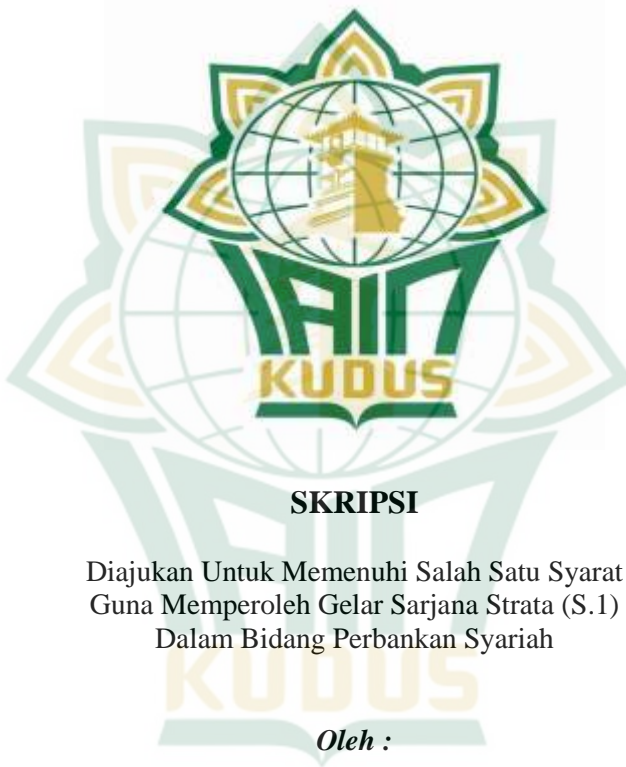 IAIN
KUDUS
SKRIPSI
Diajukan Untuk Memenuhi Salah Satu Syarat
Guna Memperoleh Gelar Sarjana Strata (S.1)
Dalam Bidang Perbankan Syariah
Oleh :